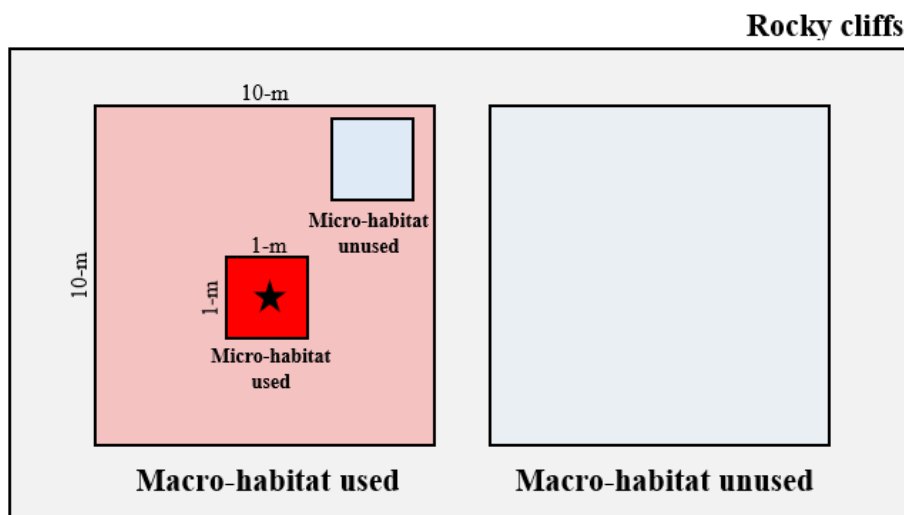 Rocky cliffs
10-m
Micro-habitat
unused
1-m
10-m
1-m
Micro-habitat
used
Macro-habitat used
Macro-habitat unused